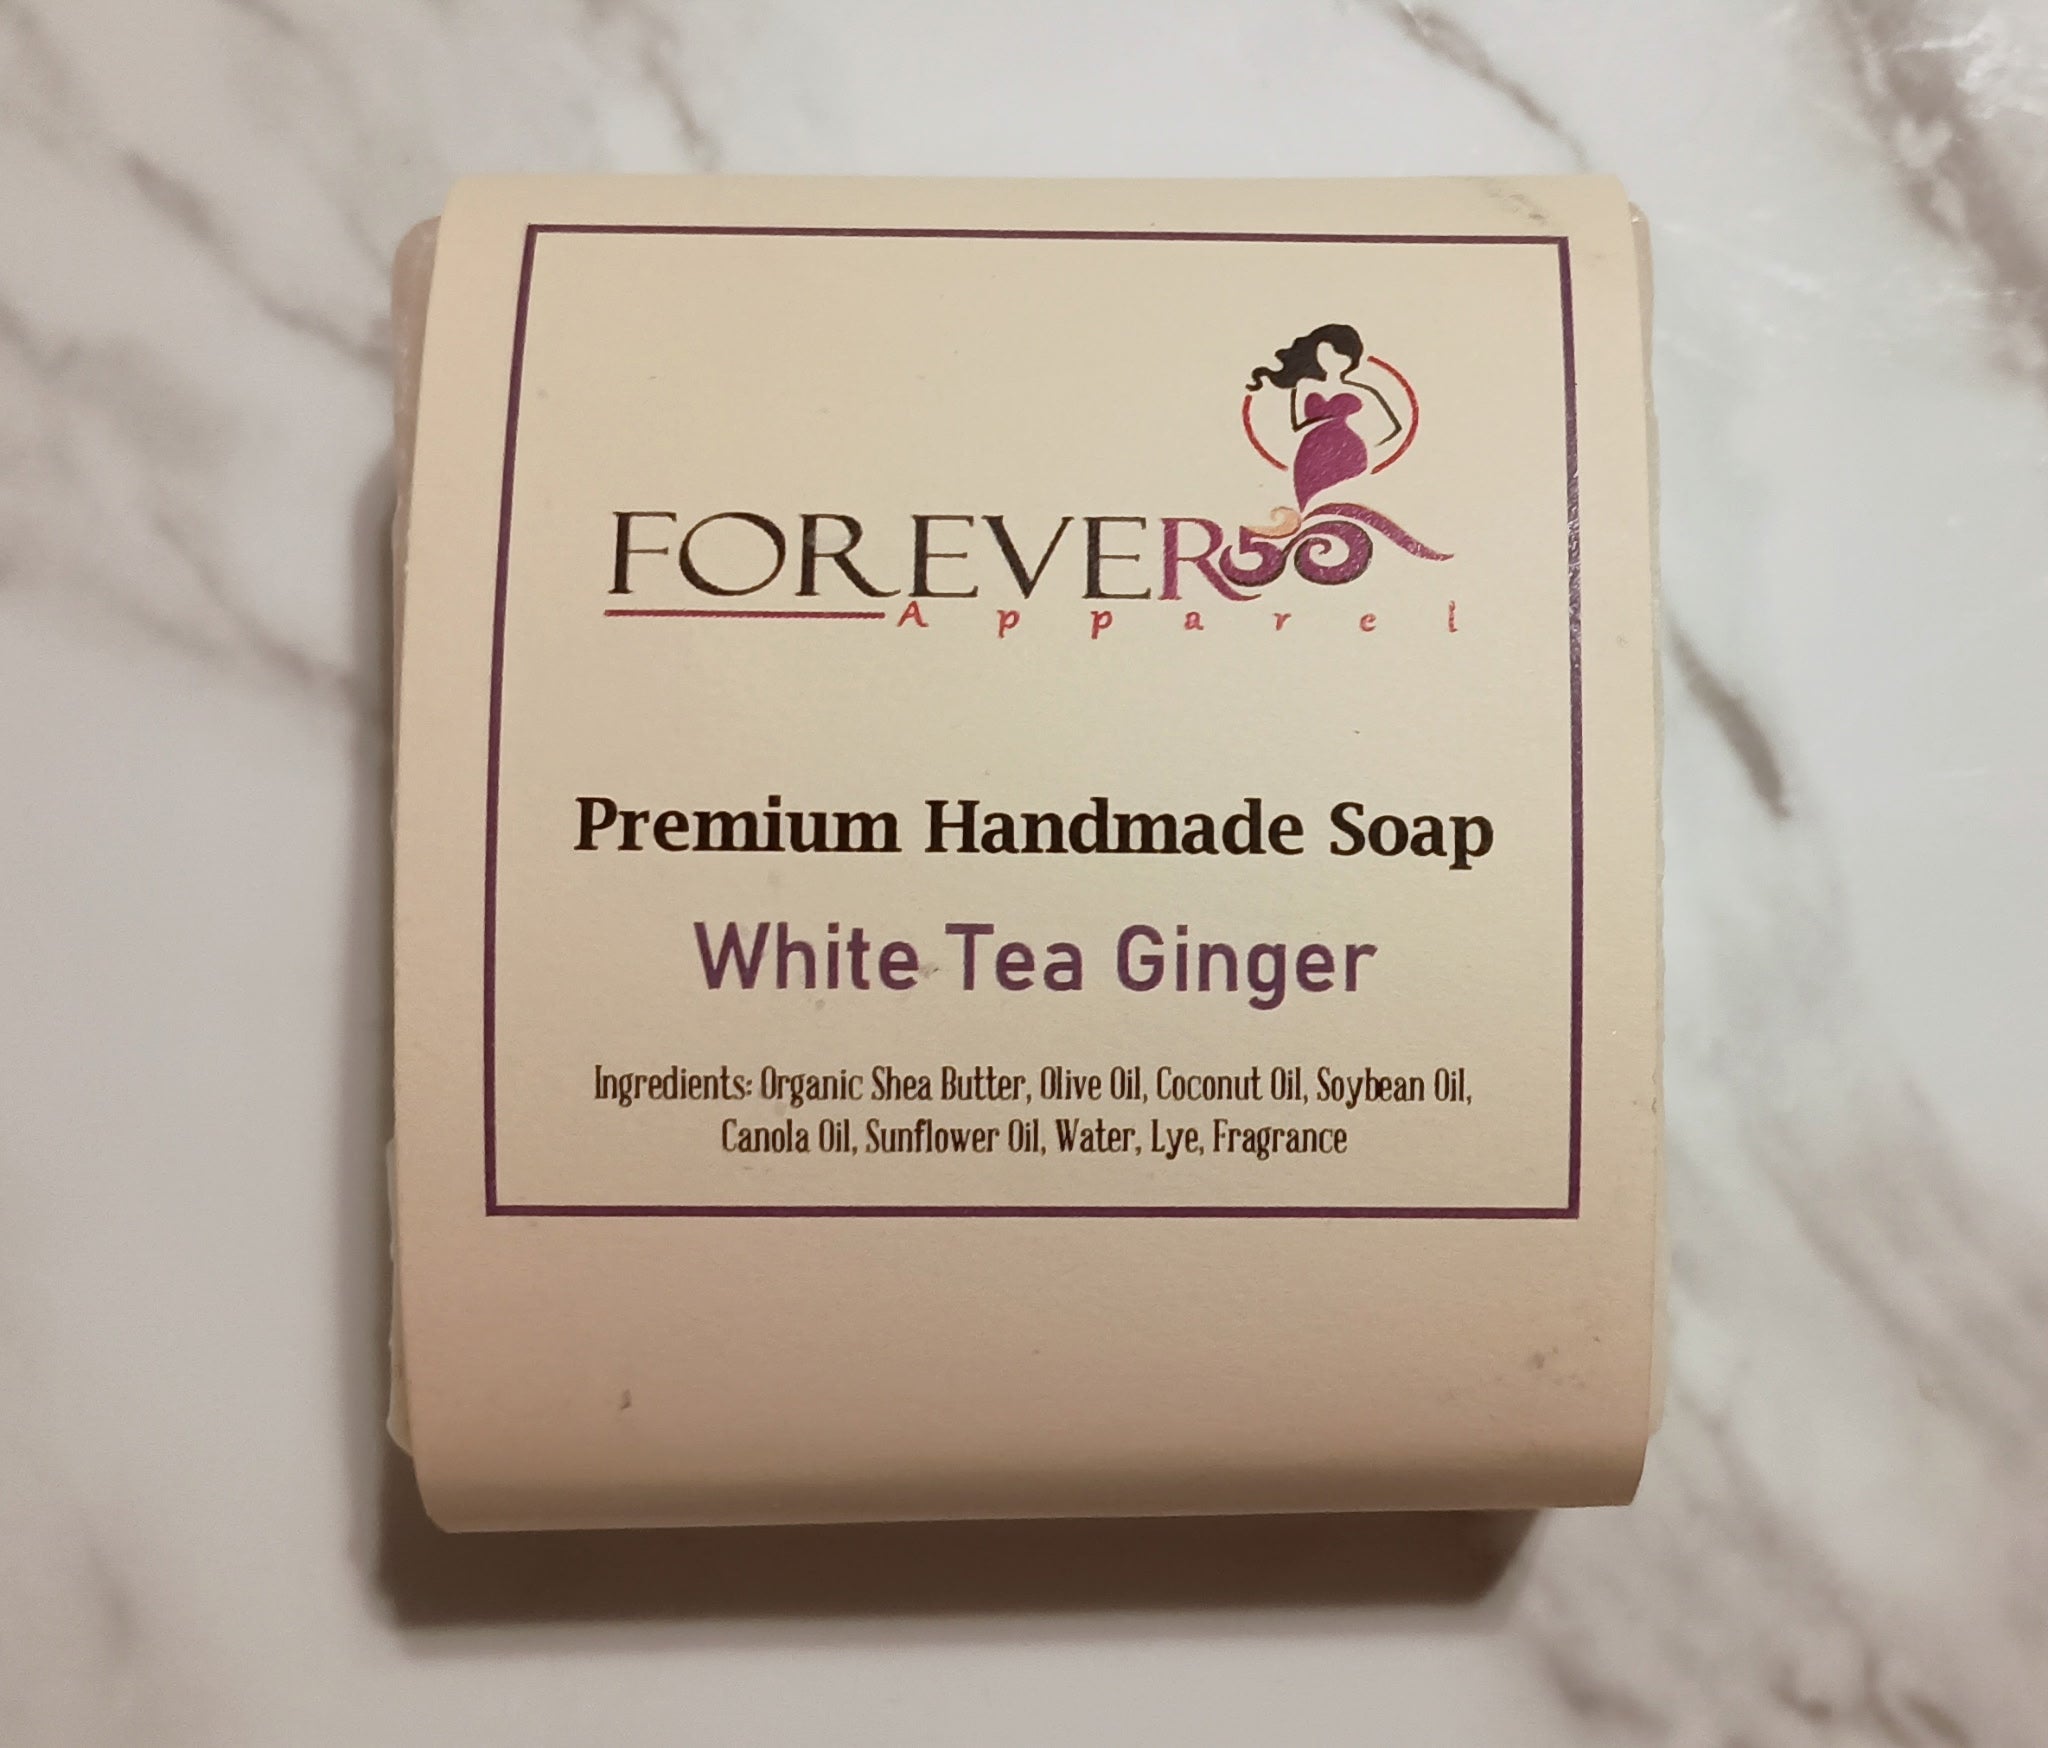 FOREVER50
Apparel
Premium Handmade Soap
White Tea Ginger
Ingredients: Organic Shea Butter, Olive Oil, Coconut Oil, Soybean Oil,
Canola Oil, Sunflower Oil, Water, Lye, Fragrance